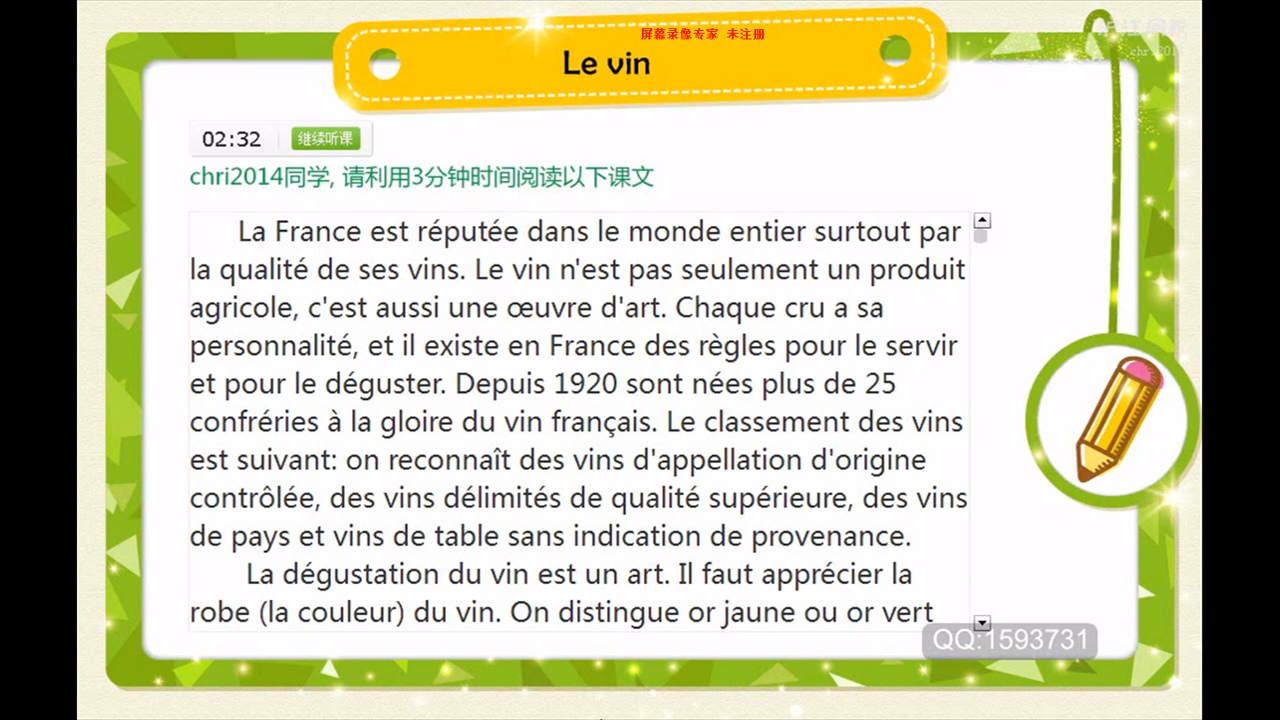 屏幕录像专家 未注册
Le vin
02:32 继续听课
chri2014同学, 请利用3分钟时间阅读以下课文
La France est réputée dans le monde entier surtout par
la qualité de ses vins. Le vin n'est pas seulement un produit
agricole, c'est aussi une œuvre d'art. Chaque cru a sa
personnalité, et il existe en France des règles pour le servir
et pour le déguster. Depuis 1920 sont nées plus de 25
confréries à la gloire du vin français. Le classement des vins
est suivant: on reconnaît des vins d'appellation d'origine
contrôlée, des vins délimités de qualité supérieure, des vins
de pays et vins de table sans indication de provenance.
La dégustation du vin est un art. Il faut apprécier la
robe (la couleur) du vin. On distingue or jaune ou or vert
QQ:1593731